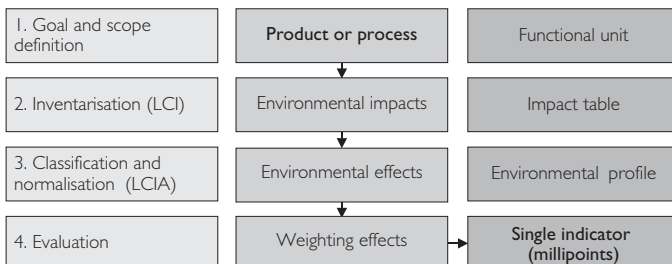 1. Goal and scope
definition
Product or process
Functional unit
2. Inventarisation (LCI)
Environmental impacts
Impact table
3. Classification and
normalisation (LCIA)
Environmental effects
Environmental profile
4. Evaluation
Weighting effects
Single indicator
(millipoints)